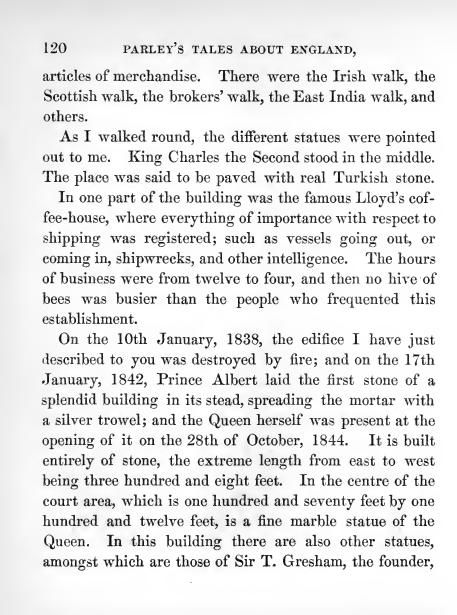 120 PARLEY'S TALES ABOUT ENGLAND,
articles of merchandise. There were the Irish walk, the
Scottish walk, the brokers' walk, the East India walk, and
others.
As I walked round, the different statues were pointed
out to me. King Charles the Second stood in the middle.
The place was said to be paved with real Turkish stone.
In one part of the building was the famous Lloyd's cof-
fee-house, where everything of importance with respect to
shipping was registered; such as vessels going out, or
coming in, shipwrecks, and other intelligence. The hours
of business were from twelve to four, and then no hive of
bees was busier than the people who frequented this
establishment.
On the 10th January, 1838, the edifice I have just
described to you was destroyed by fire; and on the 17th
January, 1842, Prince Albert laid the first stone of a
splendid building in its stead, spreading the mortar with
a silver trowel; and the Queen herself was present at the
opening of it on the 28th of October, 1844. It is built
entirely of stone, the extreme length from east to west
being three hundred and eight feet. In the centre of the
court area, which is one hundred and seventy feet by one
hundred and twelve feet, is a fine marble statue of the
Queen. In this building there are also other statues,
amongst which are those of Sir T. Gresham, the founder,